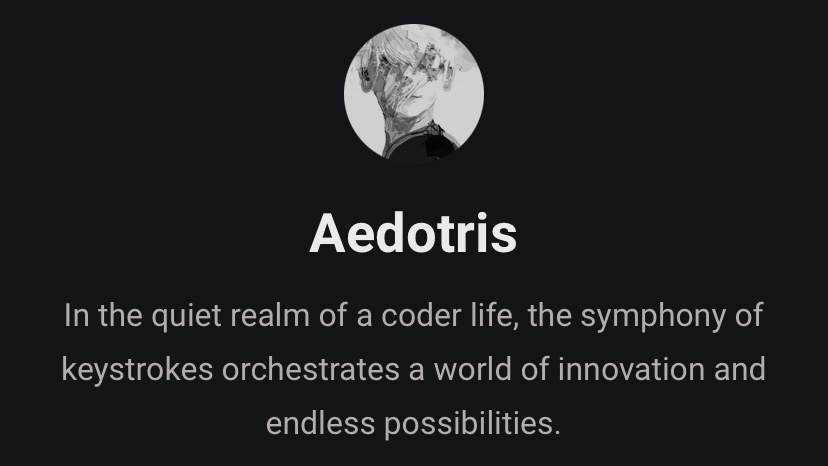 Aedotris
In the quiet realm of a coder life, the symphony of
keystrokes orchestrates a world of innovation and
endless possibilities.